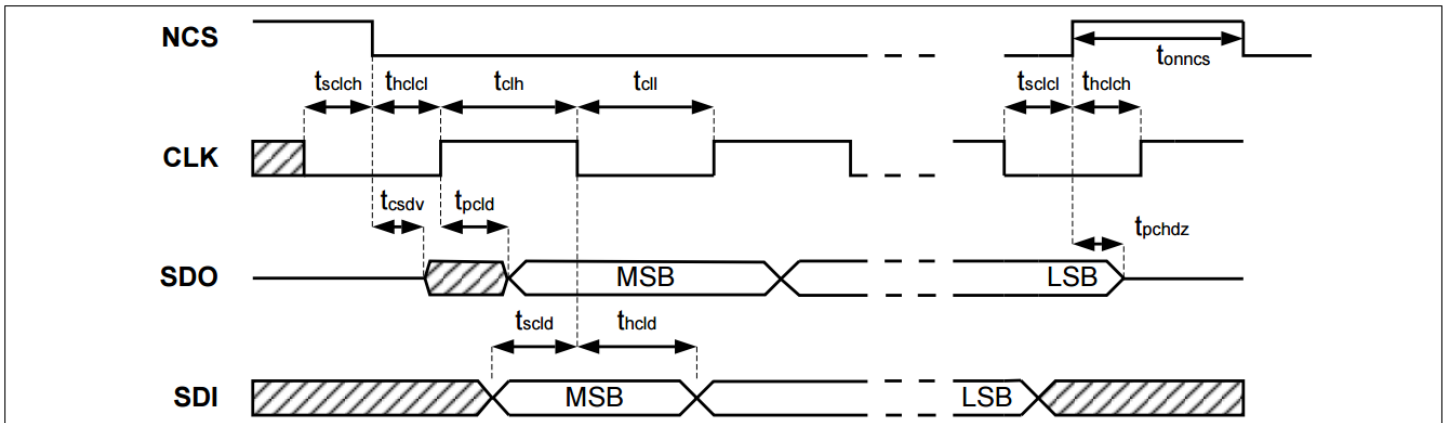 NCS
tonncs
tsclch thclcl tclh tcll tsclcl thclch
CLK
tcsdv tpcld tpchdz
SDO MSB LSB
tscld thcld
SDI MSB LSB